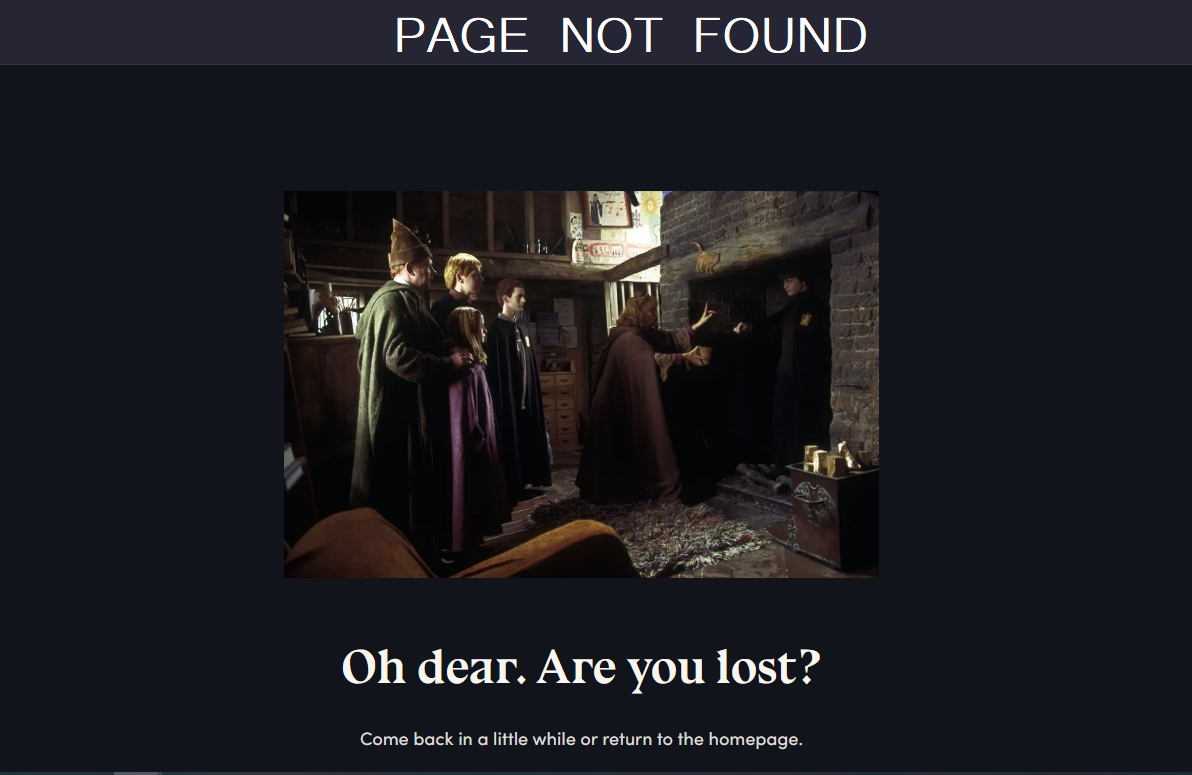 PAGE NOT FOUND
Oh dear. Are you lost?
Come back in a little while or return to the homepage.